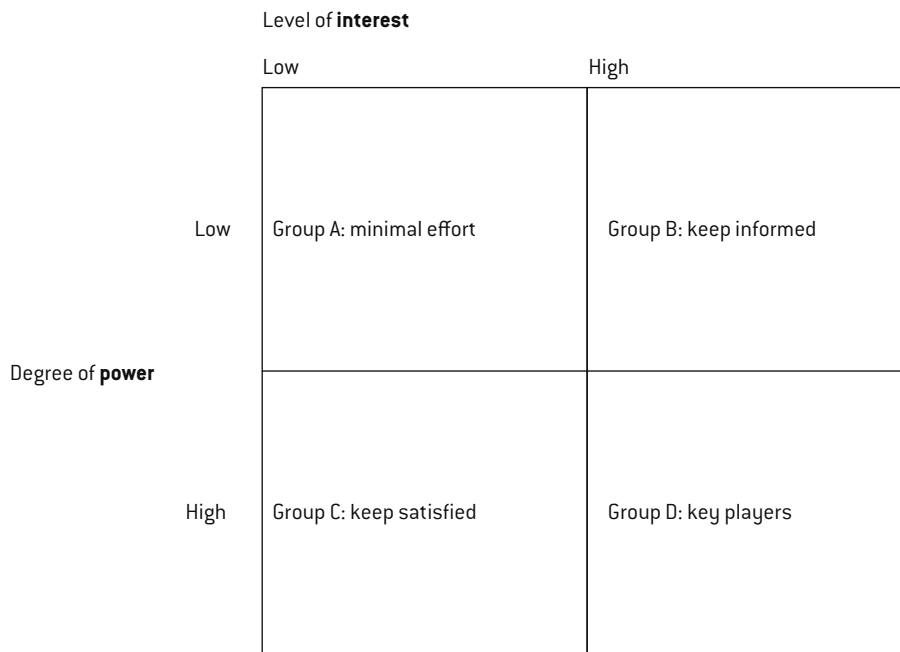 Level of interest
Low High
Low Group A: minimal effort Group B: keep informed
Degree of power
High Group C: keep satisfied Group D: key players